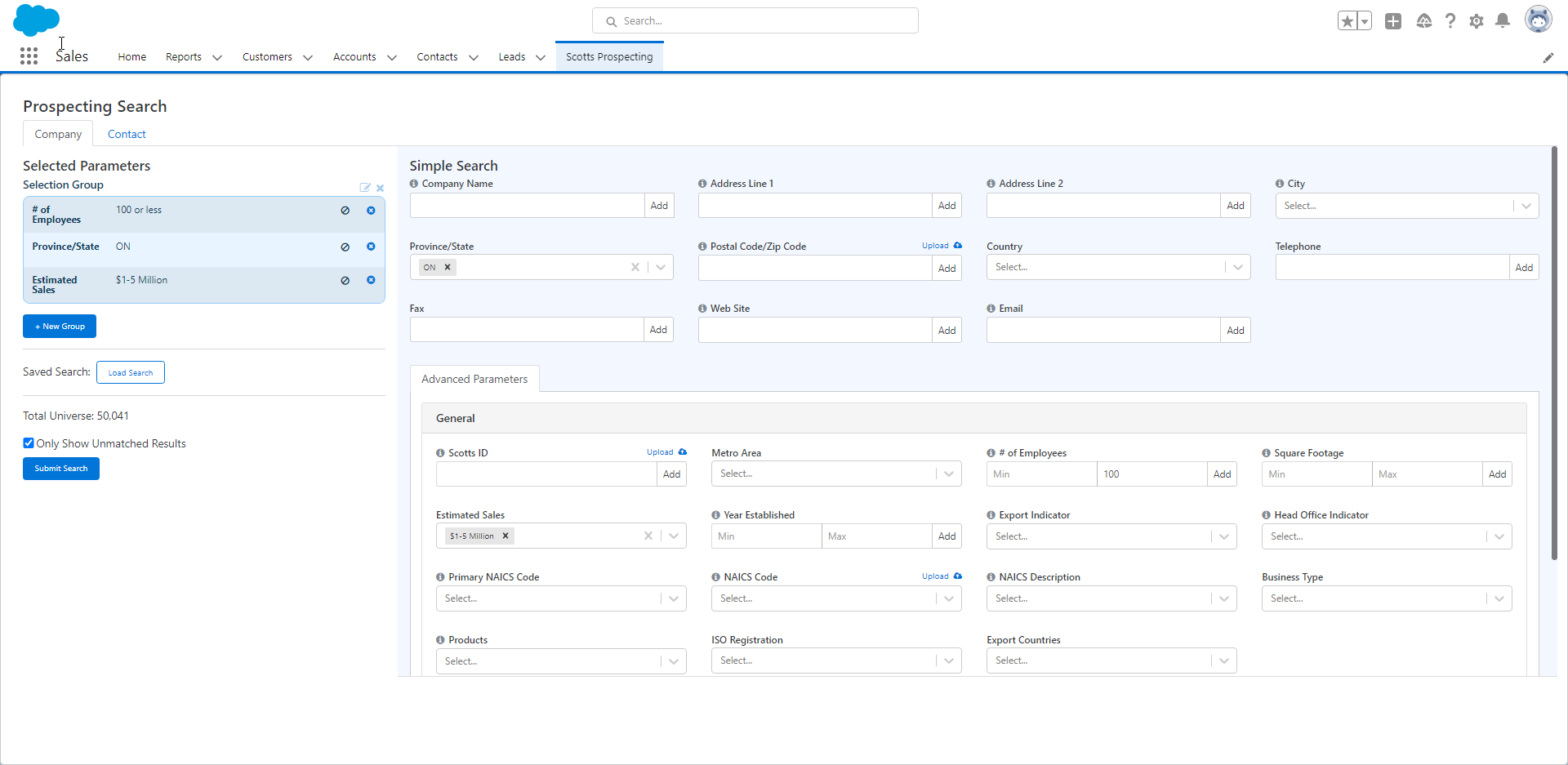 Search...
Sales
Home Reports Customers Accounts Contacts Leads Scotts Prospecting
Prospecting Search
Company Contact
Selected Parameters
Selection Group
# of Employees 100 or less
Province/State ON
Estimated Sales $1-5 Million
+ New Group
Saved Search: Load Search
Total Universe: 50,041
Only Show Unmatched Results
Submit Search
Simple Search
Company Name Address Line 1 Address Line 2 City
Add Add Add Select...
Province/State Postal Code/Zip Code Upload Country Telephone
ON Add Select... Add
Fax Web Site Email
Add Add Add
Advanced Parameters
General
Scotts ID Upload Metro Area # of Employees Square Footage
Add Select... Min 100 Add Min Max Add
Estimated Sales Year Established Export Indicator Head Office Indicator
$1-5 Million Min Max Add Select... Select...
Primary NAICS Code NAICS Code Upload NAICS Description Business Type
Select... Select... Select... Select...
Products ISO Registration Export Countries
Select... Select... Select...